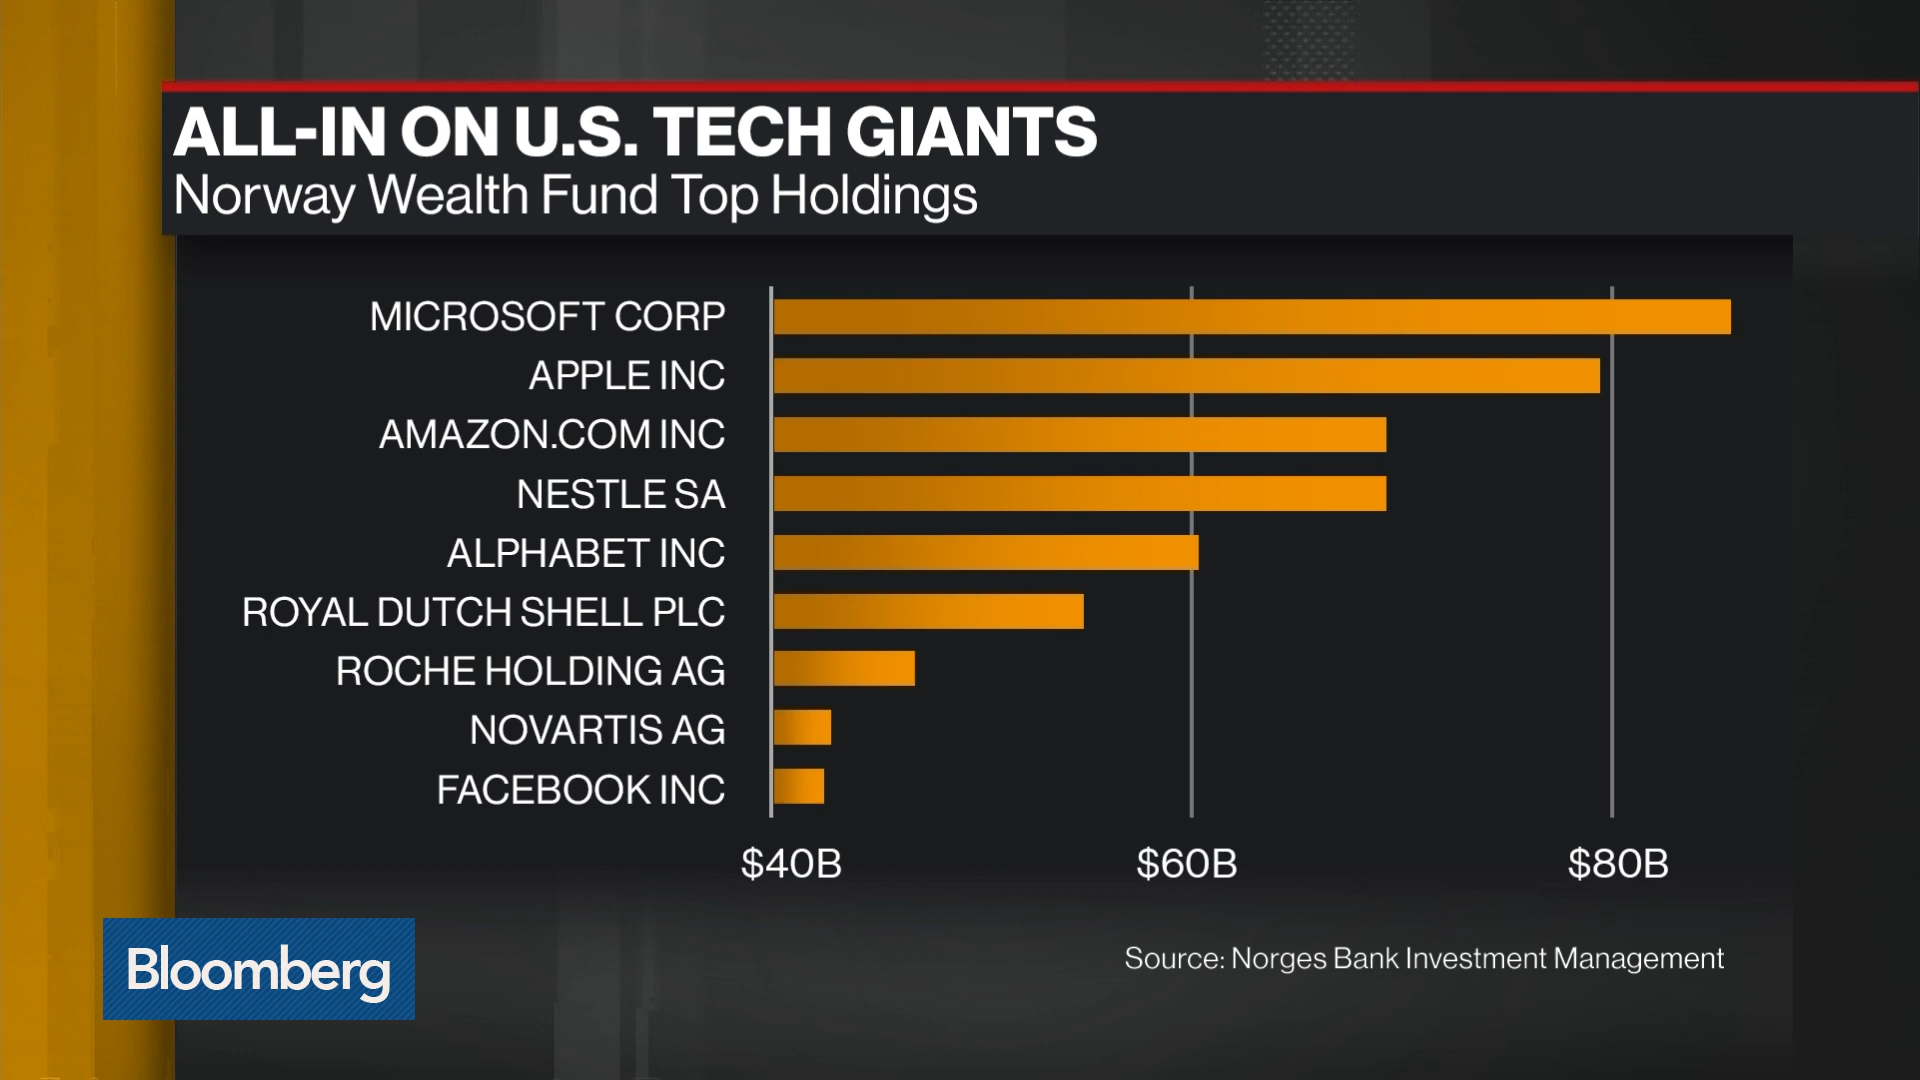 ALL-IN ON U.S. TECH GIANTS
Norway Wealth Fund Top Holdings
MICROSOFT CORP
APPLE INC
AMAZON.COM INC
NESTLE SA
ALPHABET INC
ROYAL DUTCH SHELL PLC
ROCHE HOLDING AG
NOVARTIS AG
FACEBOOK INC
$40B $60B $80B
Source: Norges Bank Investment Management
Bloomberg